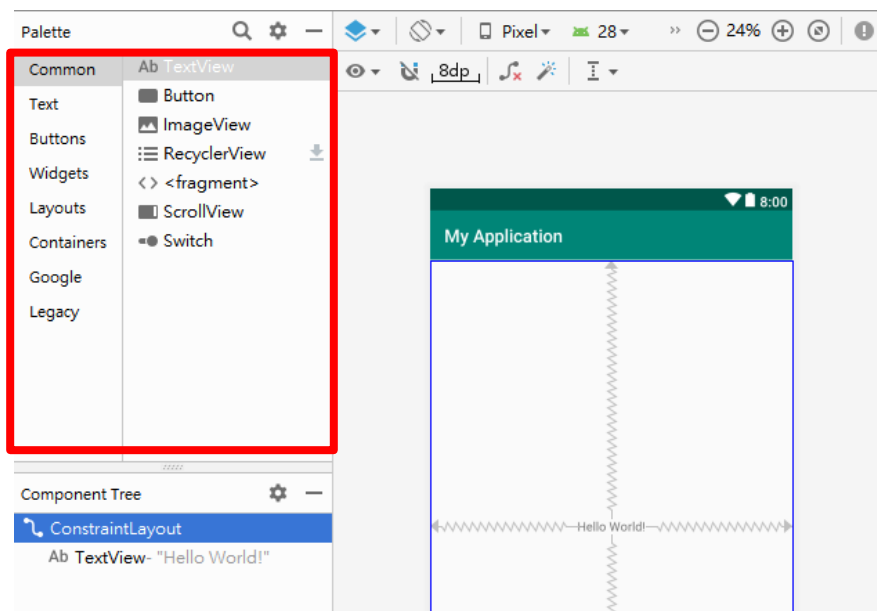 Palette
Pixel
28
24%
Common
Text
Buttons
Widgets
Layouts
Containers
Google
Legacy
Ab TextView
Button
ImageView
RecyclerView
<fragment>
ScrollView
Switch
8dp
8:00
My Application
Hello World!
Component Tree
ConstraintLayout
Ab TextView- "Hello World!"